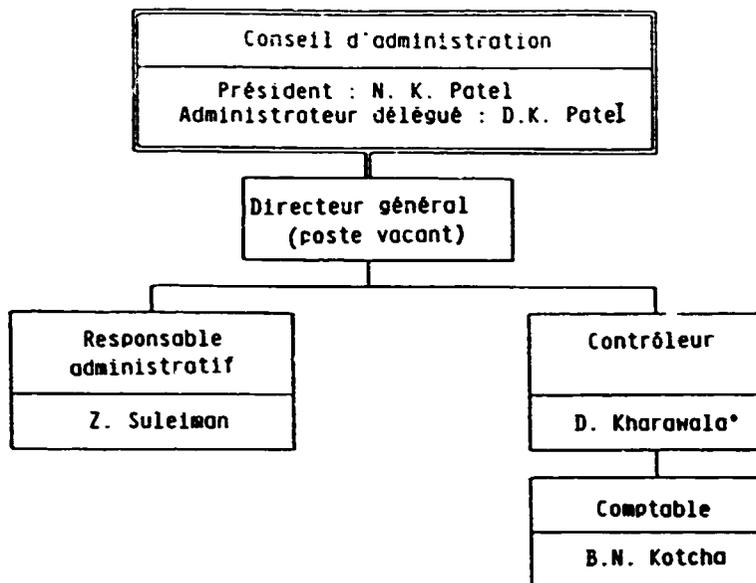 Conseil d'administration
Président : N. K. Patel
Administrateur délégué : D.K. Patel
Directeur général
(poste vacant)
Responsable
administratif
Z. Suleiman
Contrôleur
D. Kharawala*
Comptable
B.N. Kotcha